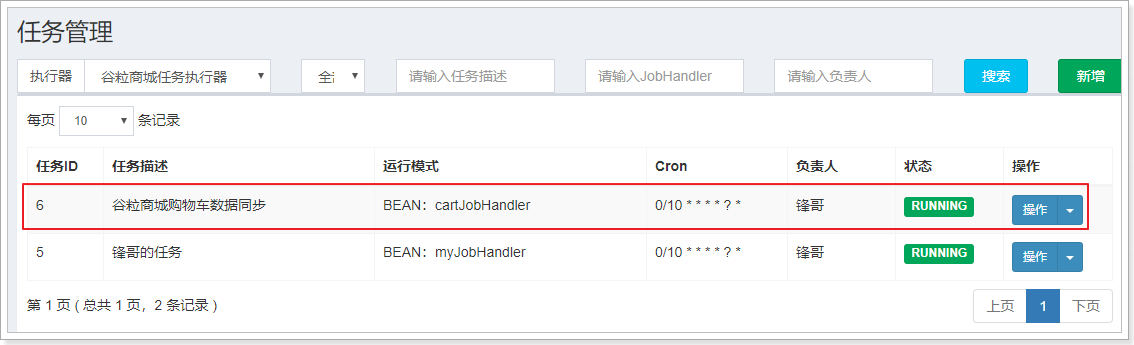 任务管理
执行器 谷粒商城任务执行器 请输入任务描述 请输入JobHandler 请输入负责人 搜索 新增
每页 10 条记录
任务ID 任务描述 运行模式 Cron 负责人 状态 操作
6 谷粒商城购物车数据同步 BEAN：cartJobHandler 0/10 * * * * ? * 锋哥 RUNNING 操作
5 锋哥的任务 BEAN：myJobHandler 0/10 * * * * ? * 锋哥 RUNNING 操作
第 1 页 ( 总共 1 页，2 条记录 ) 上页 1 下页